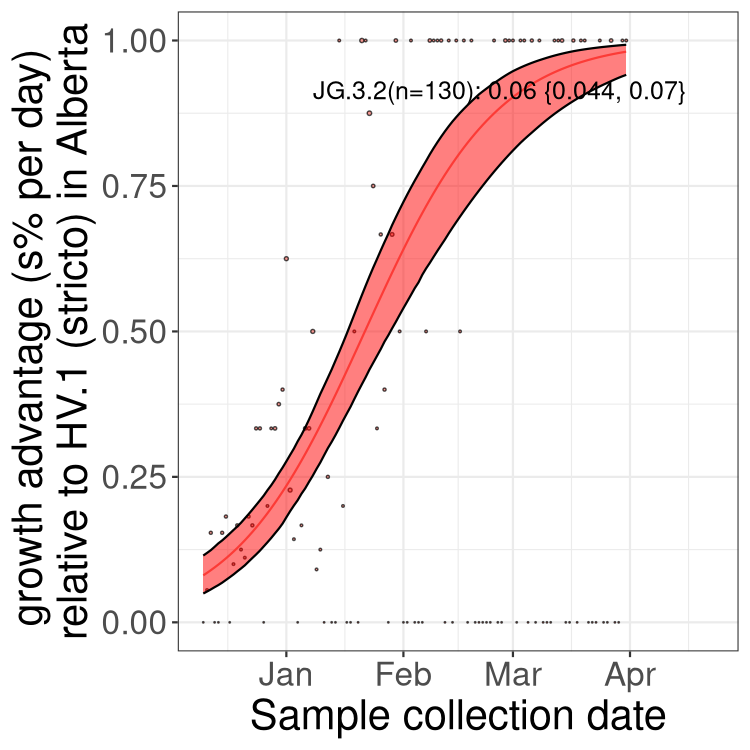 growth advantage (s% per day)
relative to HV.1 (stricto) in Alberta
1.00
0.75
0.50
0.25
0.00
JG.3.2(n=130): 0.06 {0.044, 0.07}
Jan Feb Mar Apr
Sample collection date